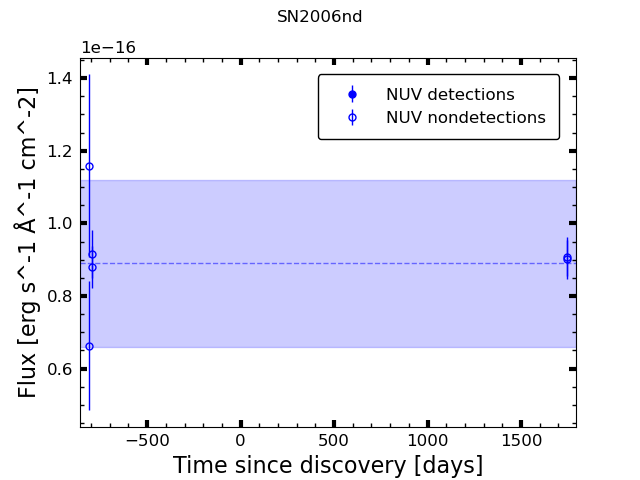 SN2006nd
1e−16
NUV detections
NUV nondetections
1.4
1.2
1.0
0.8
0.6
Flux [erg s^-1 Å^-1 cm^-2]
−500
0
500
1000
1500
Time since discovery [days]